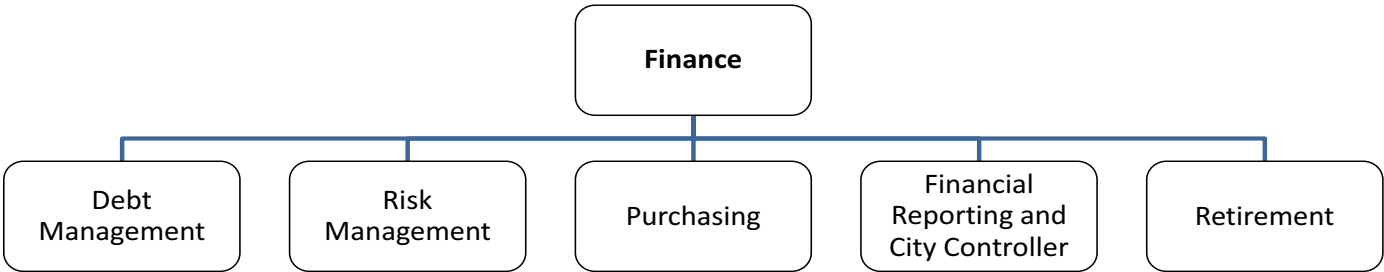 Finance
Debt
Management
Risk
Management
Purchasing
Financial
Reporting and
City Controller
Retirement